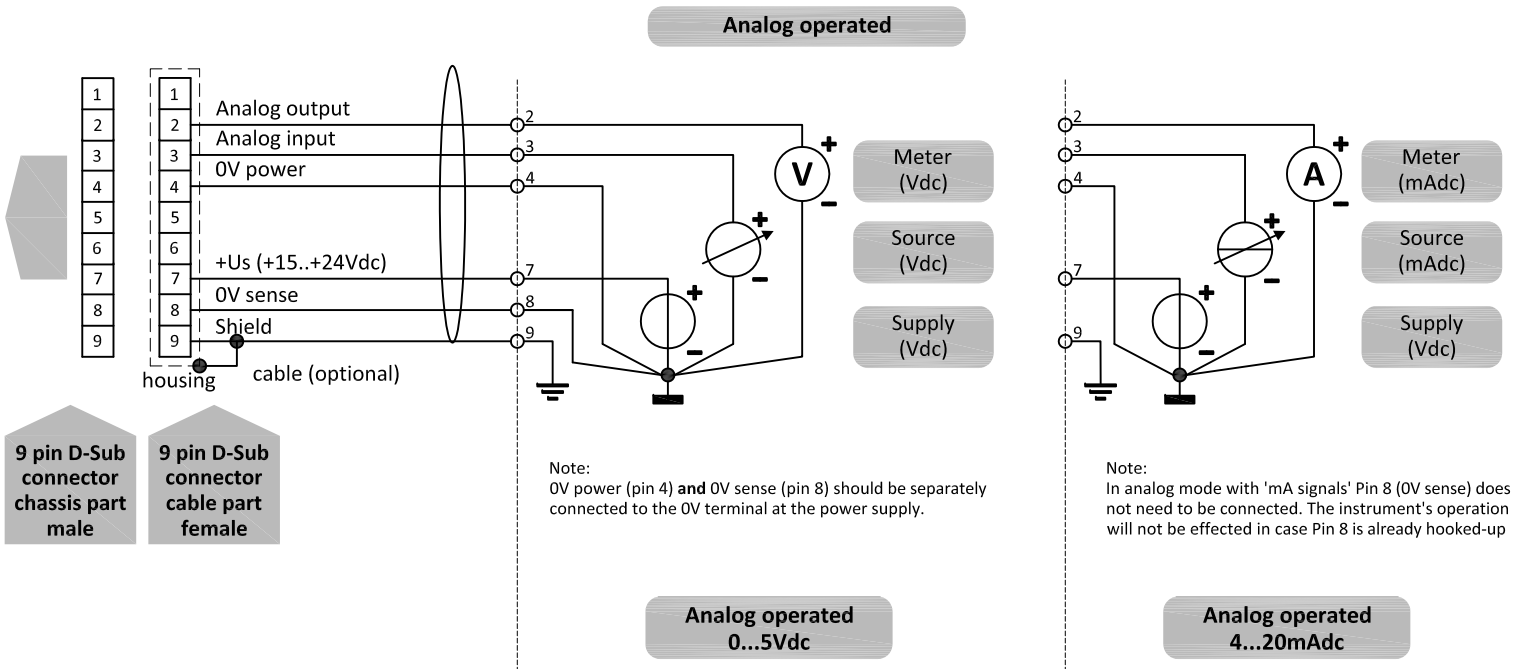 Analog operated
1
2
3
4
5
6
7
8
9
1
2
3
4
5
6
7
8
9
Analog output
Analog input
0V power
+Us (+15..+24Vdc)
0V sense
Shield
housing
cable (optional)
2
3
4
7
8
9
V
+
–
+
–
+
–
Meter
(Vdc)
Source
(Vdc)
Supply
(Vdc)
2
3
4
7
9
A
+
–
+
–
+
–
Meter
(mAdc)
Source
(mAdc)
Supply
(Vdc)
9 pin D-Sub
connector
chassis part
male
9 pin D-Sub
connector
cable part
female
Note:
0V power (pin 4) and 0V sense (pin 8) should be separately
connected to the 0V terminal at the power supply.
Note:
In analog mode with 'mA signals' Pin 8 (0V sense) does
not need to be connected. The instrument's operation
will not be effected in case Pin 8 is already hooked-up
Analog operated
0...5Vdc
Analog operated
4...20mAdc